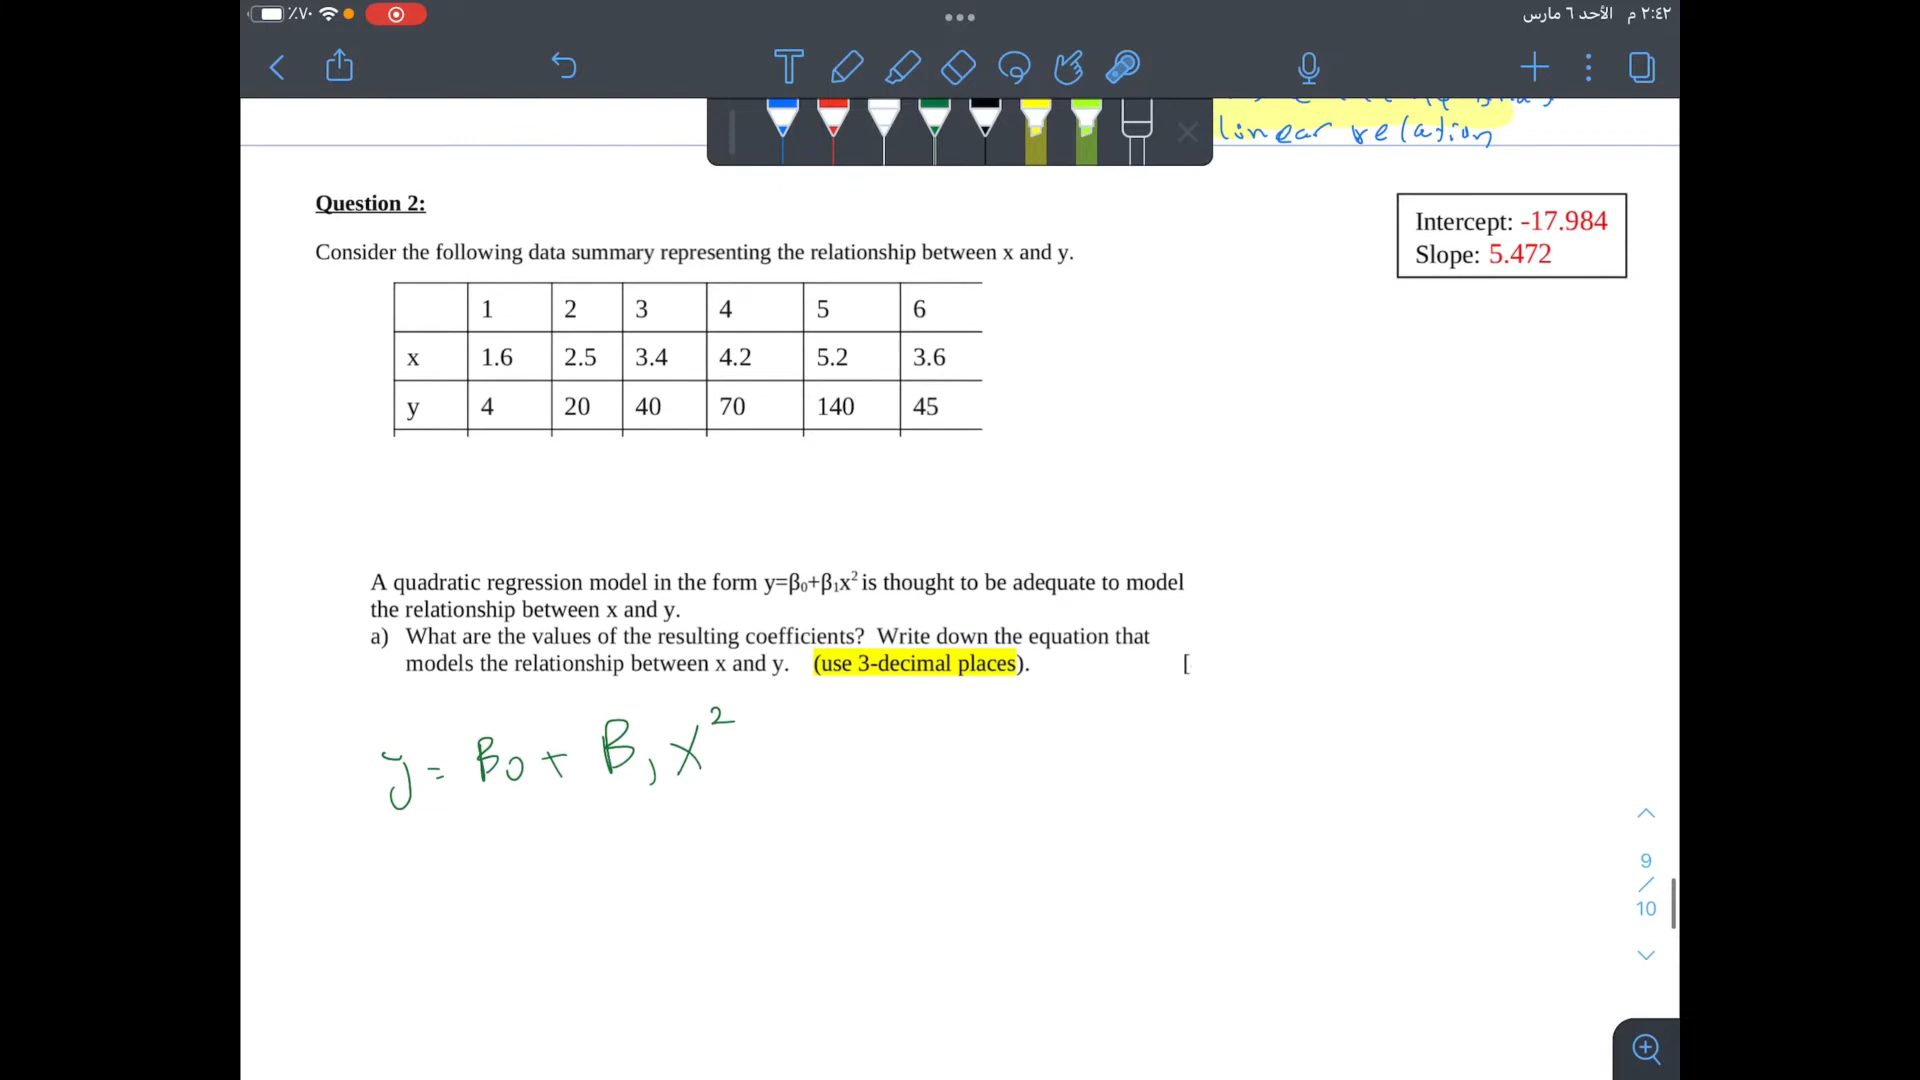 ٪٧٠
الأحد ٦ مارس ٢:٤٢ م
linear relation
Question 2:
Intercept: -17.984
Slope: 5.472
Consider the following data summary representing the relationship between x and y.
1 2 3 4 5 6
x 1.6 2.5 3.4 4.2 5.2 3.6
y 4 20 40 70 140 45
A quadratic regression model in the form y=β₀+β₁x² is thought to be adequate to model
the relationship between x and y.
a) What are the values of the resulting coefficients? Write down the equation that
models the relationship between x and y. (use 3-decimal places). [
y = B0 + B1 x²
9
/
10